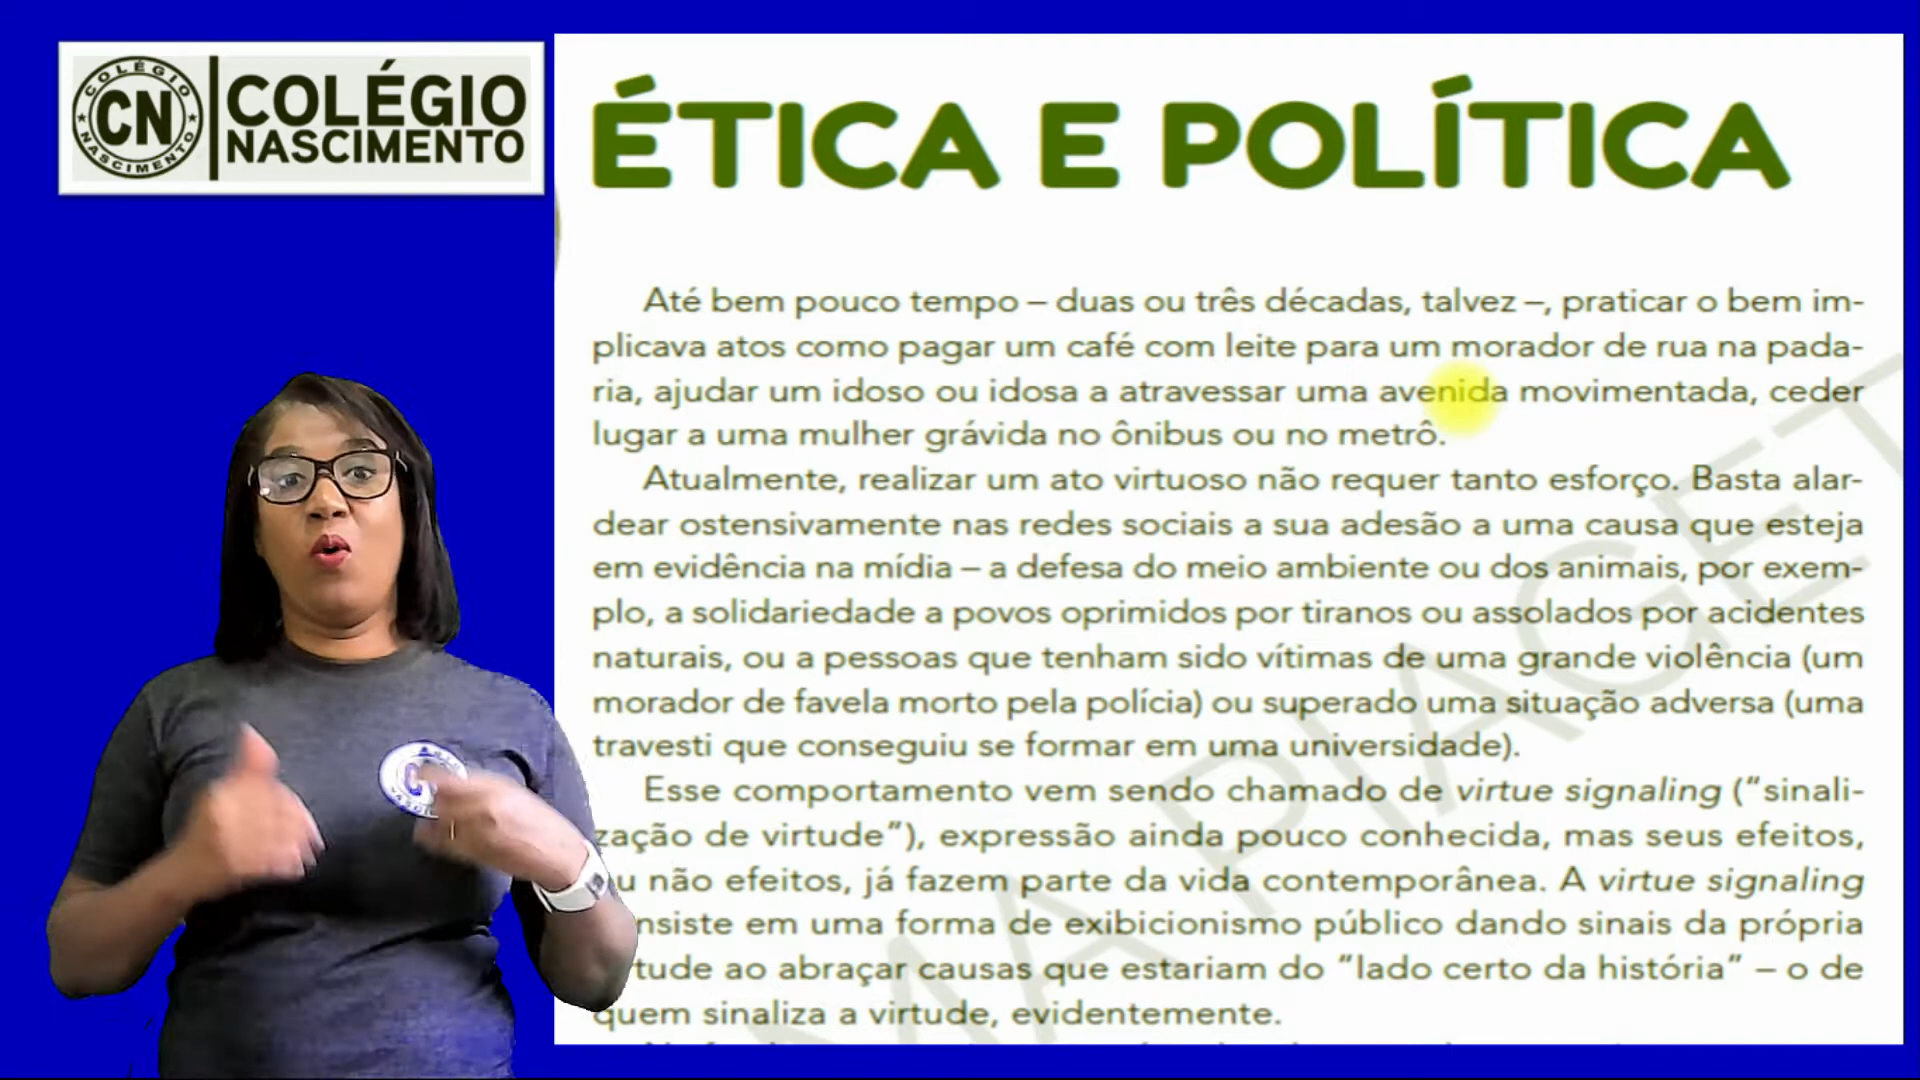 COLÉGIO
NASCIMENTO
CN
COLÉGIO
NASCIMENTO
ÉTICA E POLÍTICA
Até bem pouco tempo – duas ou três décadas, talvez –, praticar o bem im-
plicava atos como pagar um café com leite para um morador de rua na pada-
ria, ajudar um idoso ou idosa a atravessar uma avenida movimentada, ceder
lugar a uma mulher grávida no ônibus ou no metrô.
Atualmente, realizar um ato virtuoso não requer tanto esforço. Basta alar-
dear ostensivamente nas redes sociais a sua adesão a uma causa que esteja
em evidência na mídia – a defesa do meio ambiente ou dos animais, por exem-
plo, a solidariedade a povos oprimidos por tiranos ou assolados por acidentes
naturais, ou a pessoas que tenham sido vítimas de uma grande violência (um
morador de favela morto pela polícia) ou superado uma situação adversa (uma
travesti que conseguiu se formar em uma universidade).
Esse comportamento vem sendo chamado de virtue signaling (“sinali-
zação de virtude”), expressão ainda pouco conhecida, mas seus efeitos,
u não efeitos, já fazem parte da vida contemporânea. A virtue signaling
nsiste em uma forma de exibicionismo público dando sinais da própria
tude ao abraçar causas que estariam do “lado certo da história” – o de
quem sinaliza a virtude, evidentemente.
MA PIAGET